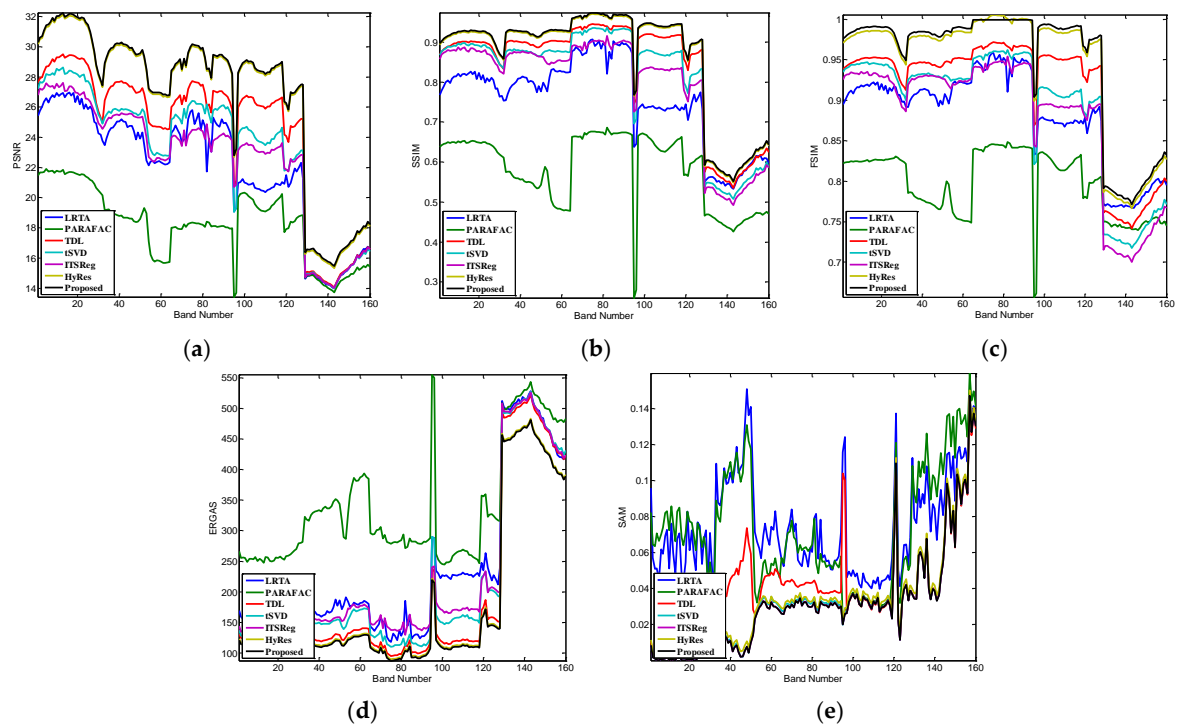 32
30
28
26
24
22
20
18
16
14
PSNR
LRTA
PARAFAC
TDL
tSVD
ITSReg
HyRes
Proposed
20 40 60 80 100 120 140 160
Band Number
(a)
0.9
0.8
0.7
0.6
0.5
0.4
0.3
SSIM
LRTA
PARAFAC
TDL
tSVD
ITSReg
HyRes
Proposed
20 40 60 80 100 120 140 160
Band Number
(b)
1
0.95
0.9
0.85
0.8
0.75
0.7
FSIM
LRTA
PARAFAC
TDL
tSVD
ITSReg
HyRes
Proposed
20 40 60 80 100 120 140 160
Band Number
(c)
550
500
450
400
350
300
250
200
150
100
ERGAS
LRTA
PARAFAC
TDL
tSVD
ITSReg
HyRes
Proposed
20 40 60 80 100 120 140 160
Band Number
(d)
0.14
0.12
0.10
0.08
0.06
0.04
0.02
SAM
LRTA
PARAFAC
TDL
tSVD
ITSReg
HyRes
Proposed
20 40 60 80 100 120 140 160
Band Number
(e)